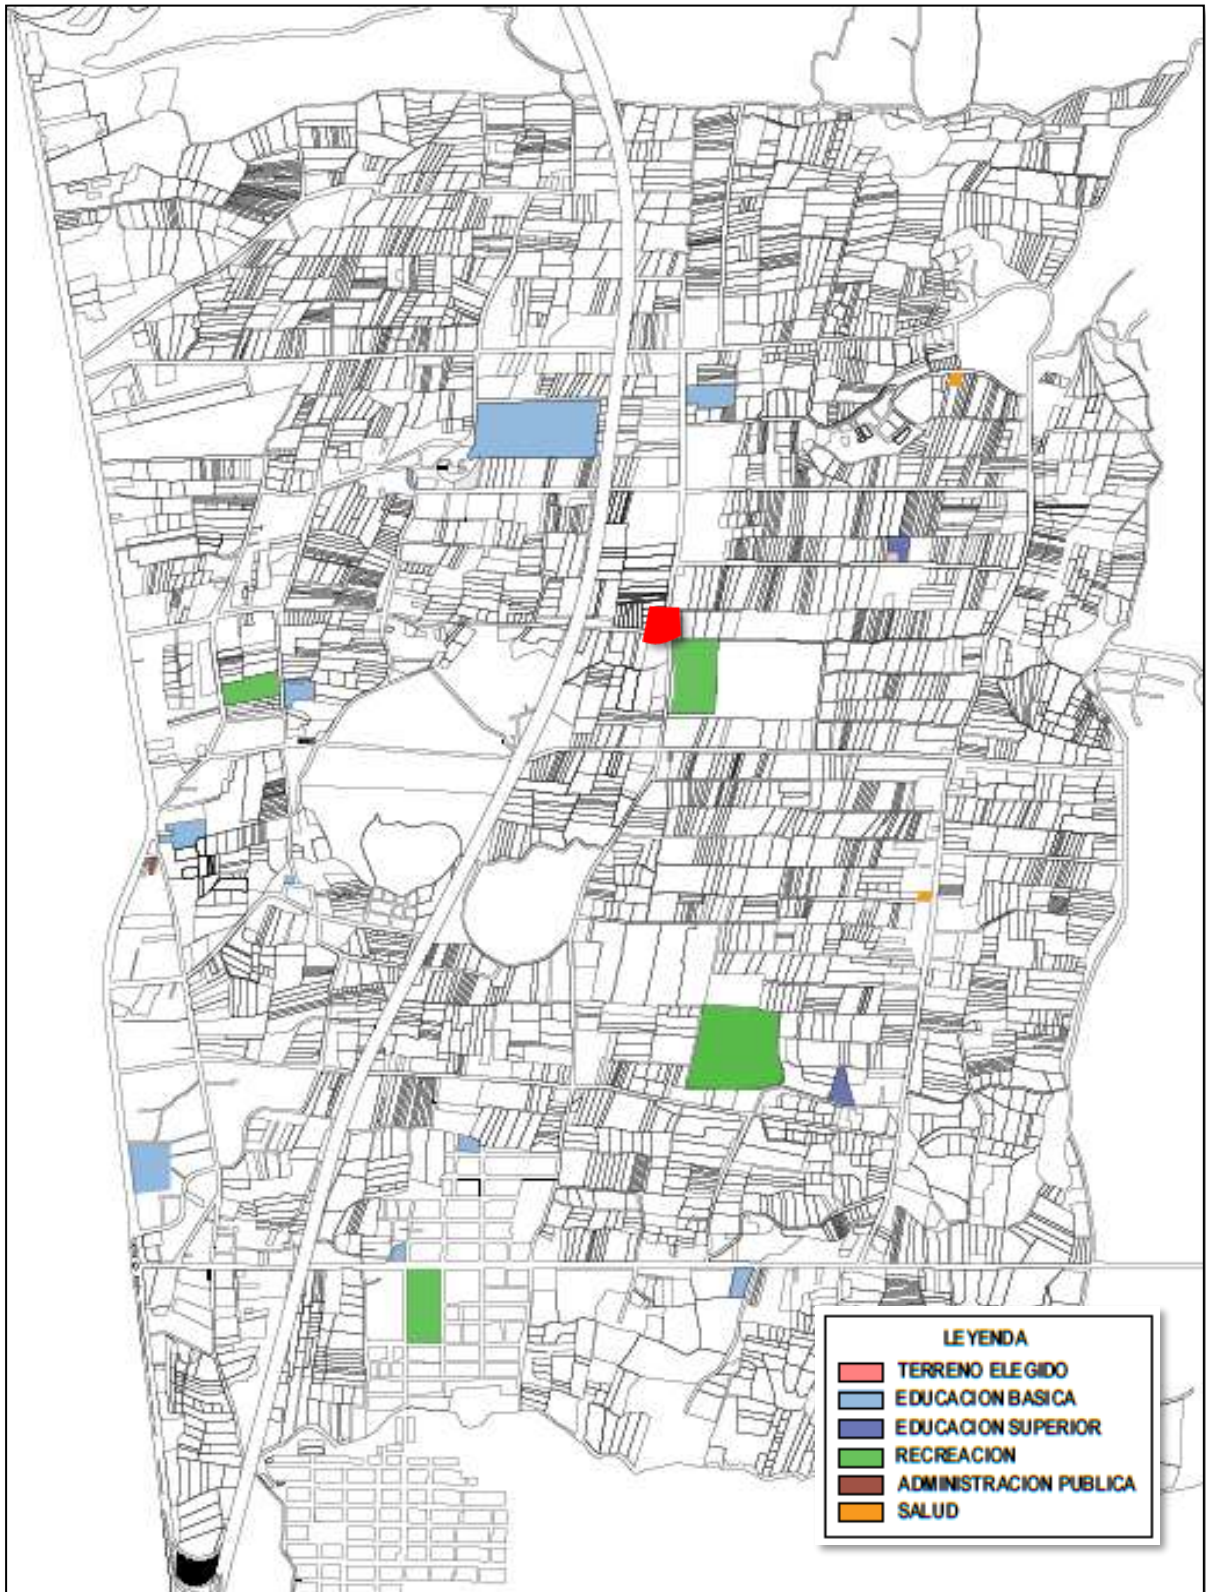 LEYENDA
TERRENO ELEGIDO
EDUCACION BASICA
EDUCACION SUPERIOR
RECREACION
ADMINISTRACION PUBLICA
SALUD